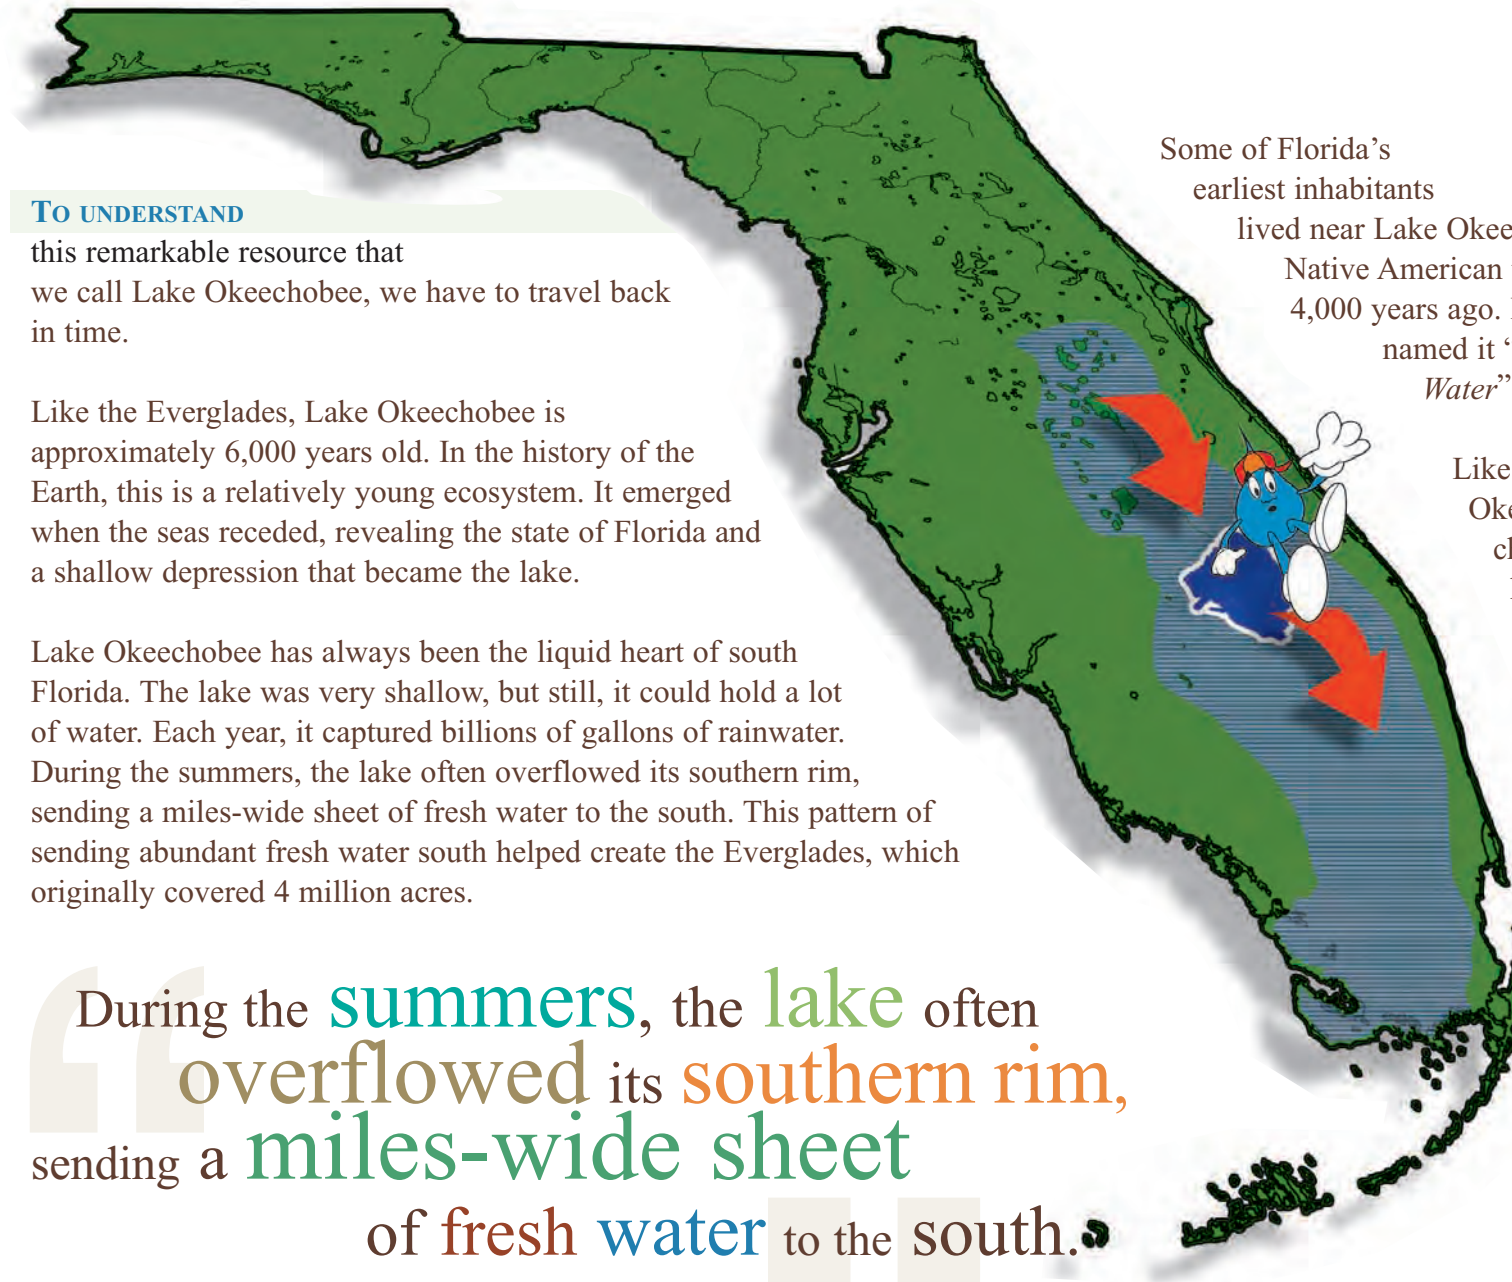 TO UNDERSTAND
this remarkable resource that
we call Lake Okeechobee, we have to travel back
in time.
Like the Everglades, Lake Okeechobee is
approximately 6,000 years old. In the history of the
Earth, this is a relatively young ecosystem. It emerged
when the seas receded, revealing the state of Florida and
a shallow depression that became the lake.
Lake Okeechobee has always been the liquid heart of south
Florida. The lake was very shallow, but still, it could hold a lot
of water. Each year, it captured billions of gallons of rainwater.
During the summers, the lake often overflowed its southern rim,
sending a miles-wide sheet of fresh water to the south. This pattern of
sending abundant fresh water south helped create the Everglades, which
originally covered 4 million acres.
“During the summers, the lake often
overflowed its southern rim,
sending a miles-wide sheet
of fresh water to the south."
Some of Florida’s
earliest inhabitants
lived near Lake Okee
Native American
4,000 years ago.
named it “
Water”
Like
Oke